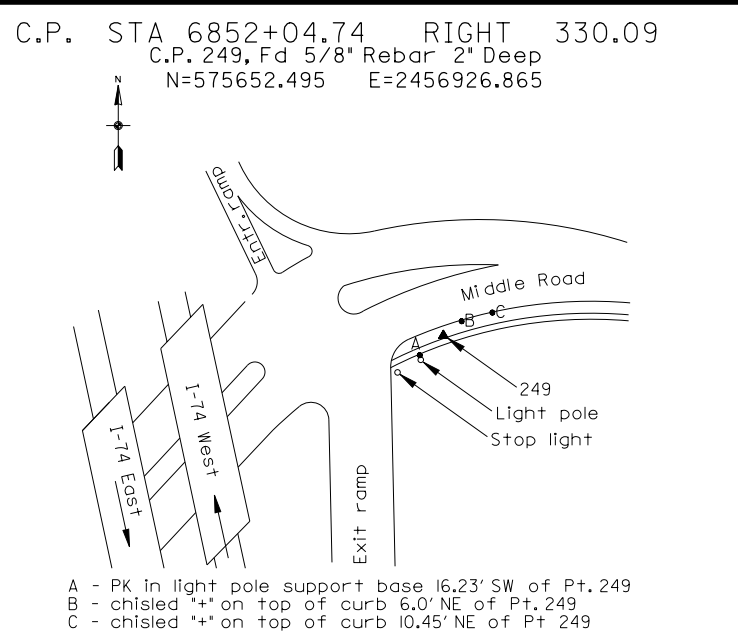 C.P. STA 6852+04.74 RIGHT 330.09
C.P. 249, Fd 5/8" Rebar 2" Deep
N=575652.495 E=2456926.865
N
Entr. ramp
Middle Road
B
C
A
249
Light pole
Stop light
I-74 West
I-74 East
Exit ramp
A - PK in light pole support base 16.23' SW of Pt. 249
B - chisled "+" on top of curb 6.0' NE of Pt. 249
C - chisled "+" on top of curb 10.45' NE of Pt 249